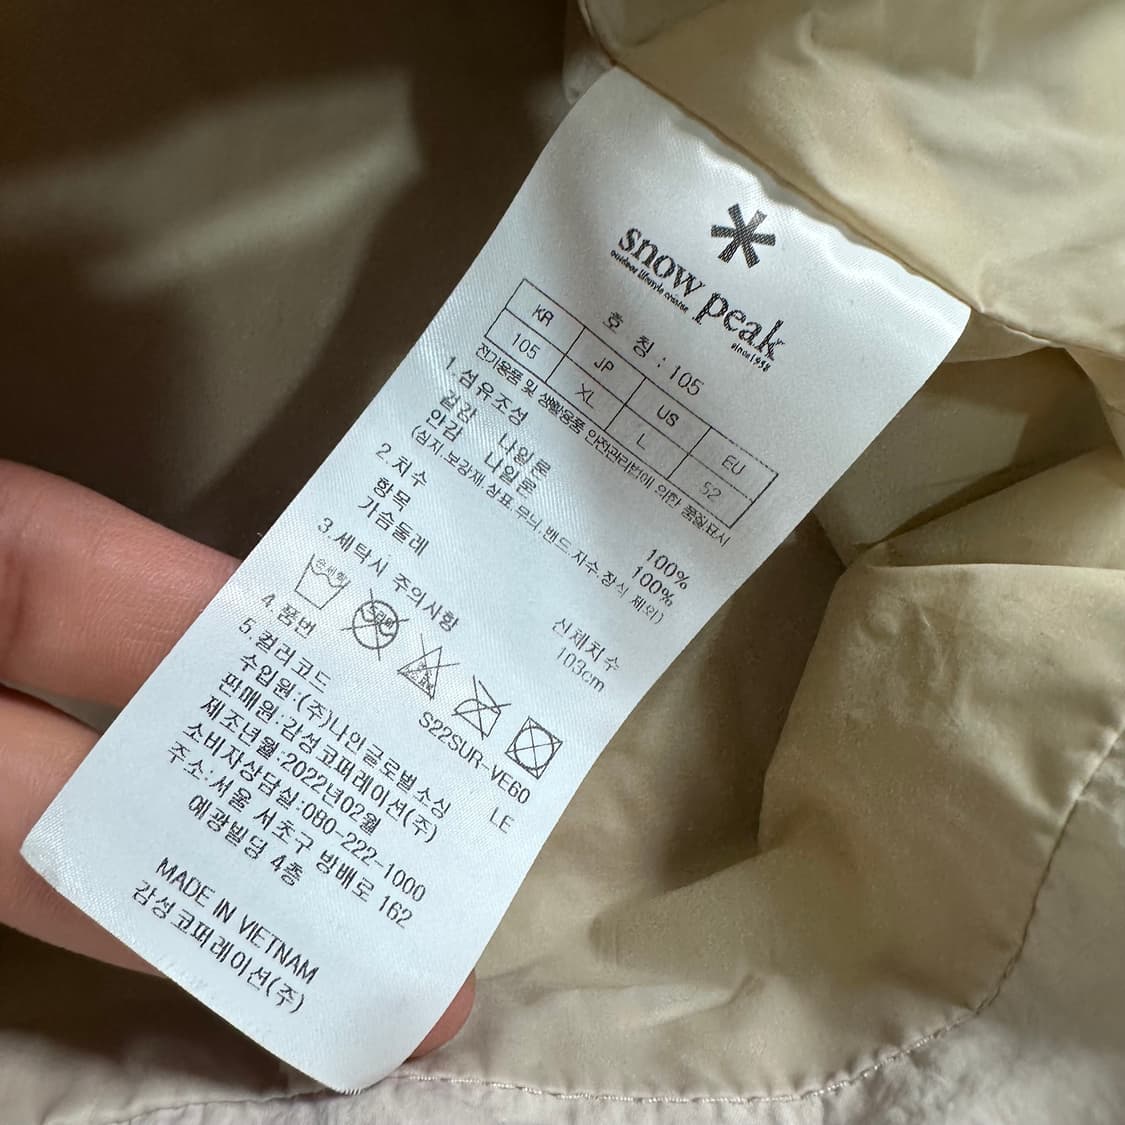 snow peak
outdoor lifestyle creator
since 1958
호 칭 : 105
KR JP US EU
105 XL L 52
전기용품 및 생활용품 안전관리법에 의한 품질표시
1.섬유조성
겉감 나일론 100%
안감 나일론 100%
(심지.보강재.상표.무늬.밴드.자수.장식 제외)
2.치수
항목 신체치수
가슴둘레 103cm
3.세탁시 주의사항
손세탁
드라이
4.품번 S22SUR-VE60
5.컬러코드 LE
수입원:(주)나인글로벌소싱
판매원:감성코퍼레이션(주)
제조년월:2022년02월
소비자상담실:080-222-1000
주소:서울 서초구 방배로 162
예광빌딩 4층
MADE IN VIETNAM
감성코퍼레이션(주)